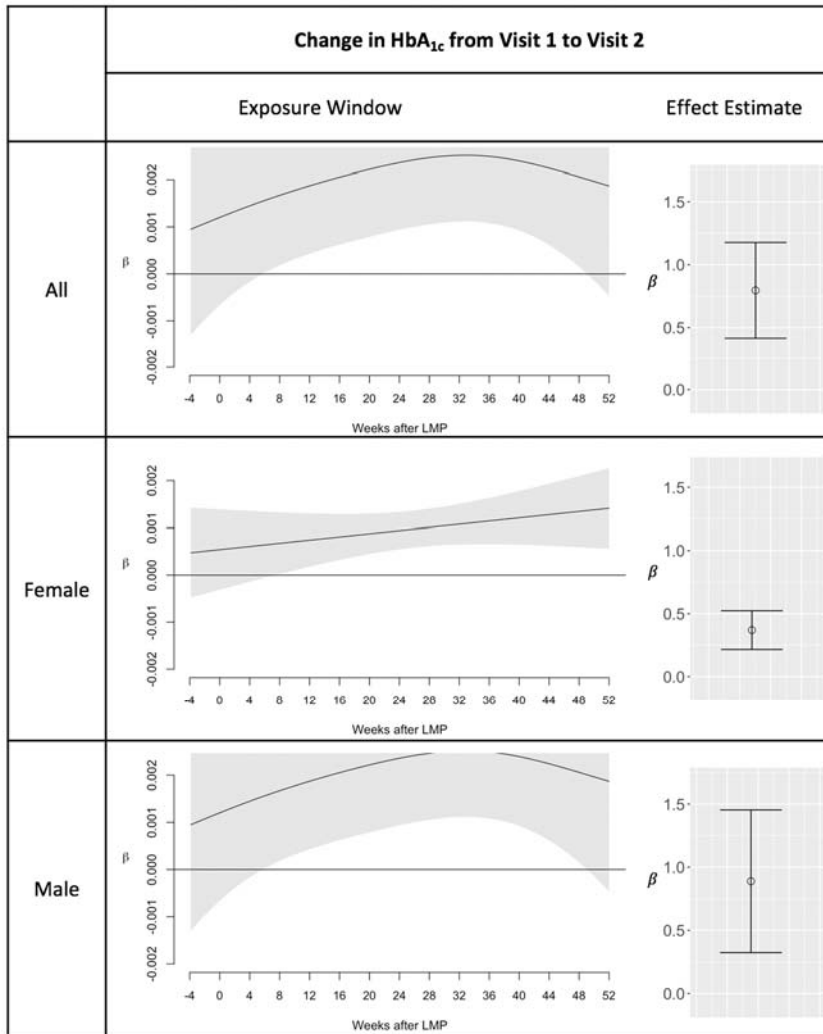 Change in HbA1c from Visit 1 to Visit 2
Exposure Window Effect Estimate
All
0.002
0.001
0.000
-0.001
-0.002
β
-4 0 4 8 12 16 20 24 28 32 36 40 44 48 52
Weeks after LMP
β
1.5
1.0
0.5
0.0
Female
0.002
0.001
0.000
-0.001
-0.002
β
-4 0 4 8 12 16 20 24 28 32 36 40 44 48 52
Weeks after LMP
β
1.5
1.0
0.5
0.0
Male
0.002
0.001
0.000
-0.001
-0.002
β
-4 0 4 8 12 16 20 24 28 32 36 40 44 48 52
Weeks after LMP
β
1.5
1.0
0.5
0.0